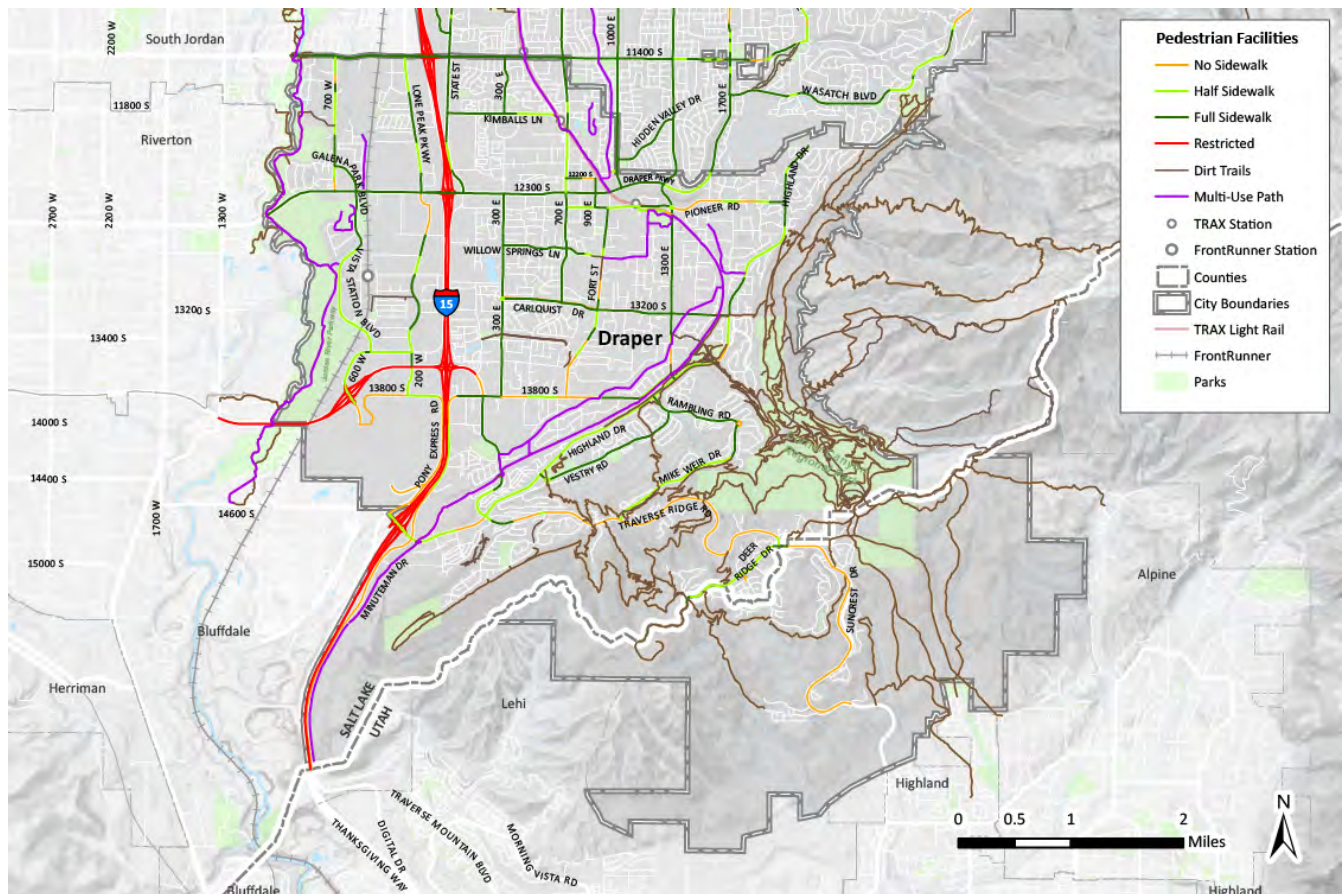 South Jordan
2200 W
11800 S
Riverton
2700 W
2200 W
1300 W
13200 S
13400 S
14000 S
14400 S
1700 W
14600 S
15000 S
Bluffdale
Herriman
Bluffdale
700 W
GALENA PARK BLVD
LONE PEAK PKWY
STATE ST
300 E
1000 E
11400 S
KIMBALLS LN
HIDDEN VALLEY DR
1700 E
WASATCH BLVD
12200 S
DRAPER PKWY
HIGHLAND DR
12300 S
300 E
700 E
900 E
PIONEER RD
WILLOW SPRINGS LN
FORT ST
1300 E
VISTA STATION BLVD
Jordan River Parkway
15
CARLQUIST DR
13200 S
300 E
Draper
600 W
200 W
13800 S
13800 S
RAMBLING RD
PONY EXPRESS RD
HIGHLAND DR
VESTRY RD
MIKE WEIR DR
TRAVERSE RIDGE RD
DEER RIDGE DR
SUNCREST DR
MINUTEMAN DR
SALT LAKE
UTAH
Lehi
Alpine
Highland
Highland
TRAVERSE MOUNTAIN BLVD
DIGITAL DR
THANKSGIVING WAY
MORNING VISTA RD
Pedestrian Facilities
No Sidewalk
Half Sidewalk
Full Sidewalk
Restricted
Dirt Trails
Multi-Use Path
TRAX Station
FrontRunner Station
Counties
City Boundaries
TRAX Light Rail
FrontRunner
Parks
0 0.5 1 2
Miles
N